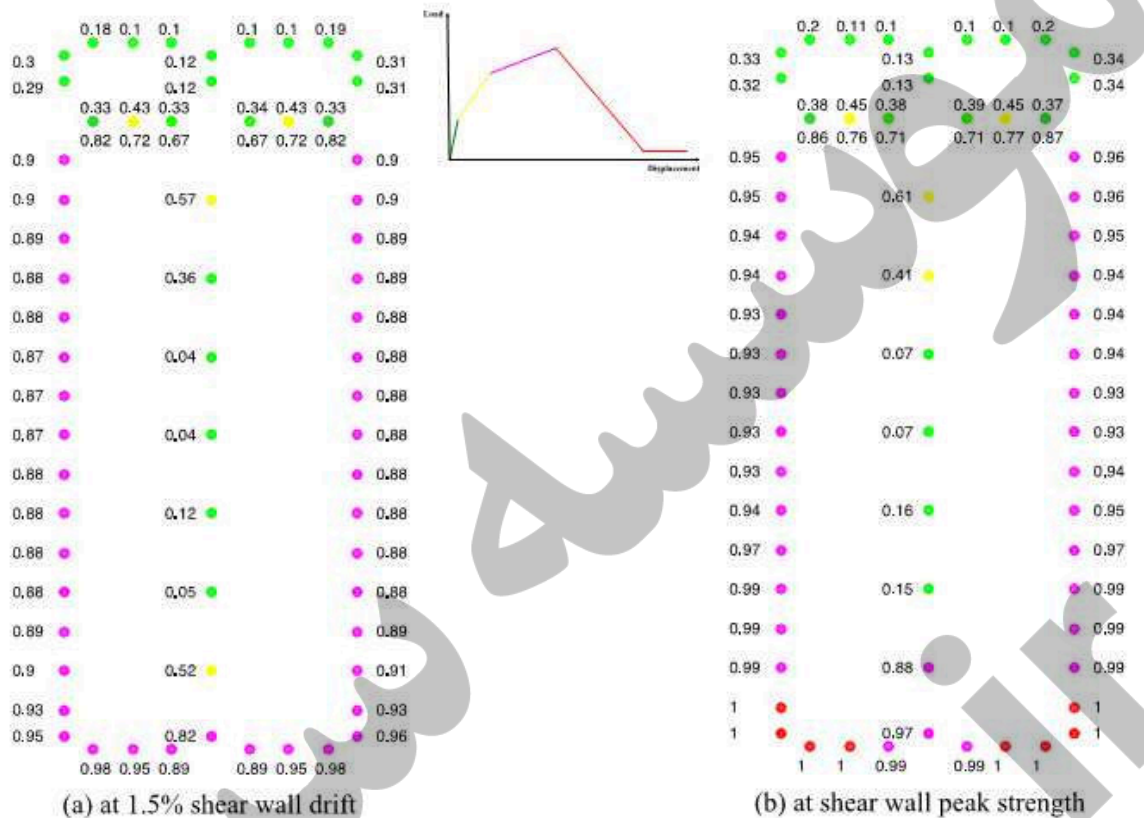 0.18 0.1 0.1 0.1 0.1 0.19
0.3 0.12 0.31
0.29 0.12 0.31
0.33 0.43 0.33 0.34 0.43 0.33
0.82 0.72 0.67 0.67 0.72 0.82
0.9 0.9
0.9 0.57 0.9
0.89 0.89
0.88 0.36 0.89
0.88 0.88
0.87 0.04 0.88
0.87 0.88
0.87 0.04 0.88
0.88 0.88
0.88 0.12 0.88
0.88 0.88
0.88 0.05 0.88
0.89 0.89
0.9 0.52 0.91
0.93 0.93
0.95 0.82 0.96
0.98 0.95 0.89 0.89 0.95 0.98
(a) at 1.5% shear wall drift
Load
Displacement
0.2 0.11 0.1 0.1 0.1 0.2
0.33 0.13 0.34
0.32 0.13 0.34
0.38 0.45 0.38 0.39 0.45 0.37
0.86 0.76 0.71 0.71 0.77 0.87
0.95 0.96
0.95 0.61 0.96
0.94 0.95
0.94 0.41 0.94
0.93 0.94
0.93 0.07 0.94
0.93 0.93
0.93 0.07 0.93
0.93 0.94
0.94 0.16 0.95
0.97 0.97
0.99 0.15 0.99
0.99 0.99
0.99 0.88 0.99
1 1
1 0.97 1
1 1 0.99 0.99 1 1
(b) at shear wall peak strength